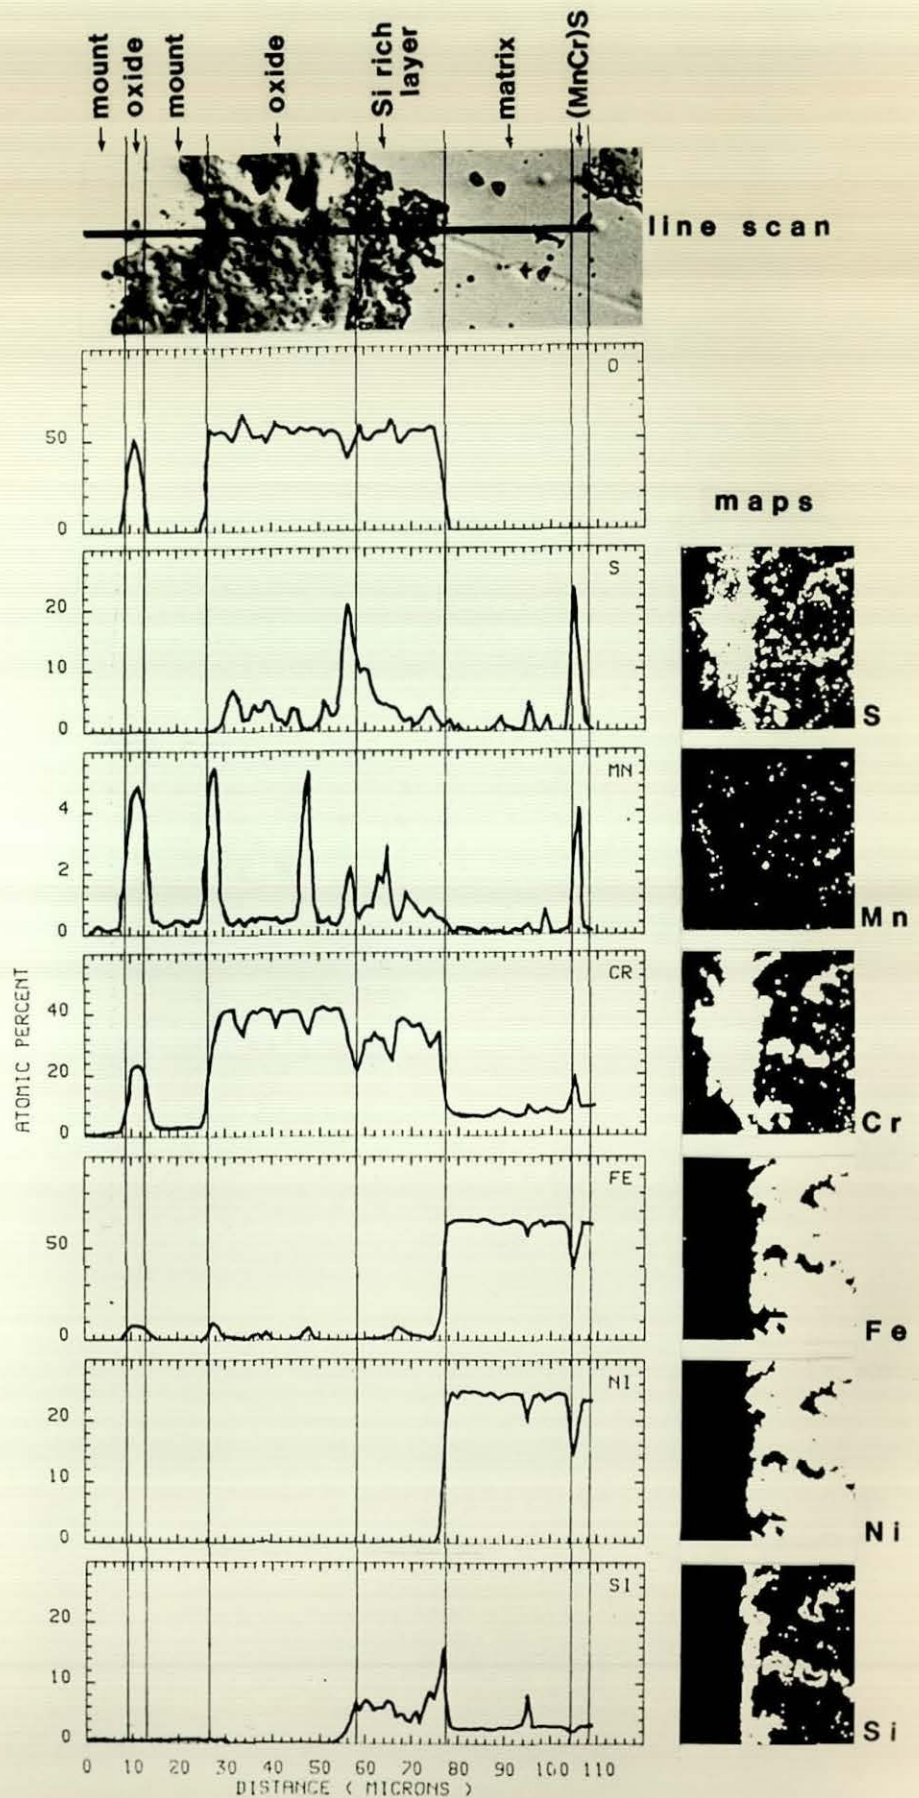 mount
oxide
mount
oxide
Si rich
layer
matrix
(MnCr)S
line scan
O
50
0
maps
S
20
10
0
S
MN
4
2
0
Mn
CR
40
20
0
Cr
ATOMIC PERCENT
FE
50
0
Fe
NI
20
10
0
Ni
SI
20
10
0
Si
0 10 20 30 40 50 60 70 80 90 100 110
DISTANCE ( MICRONS )